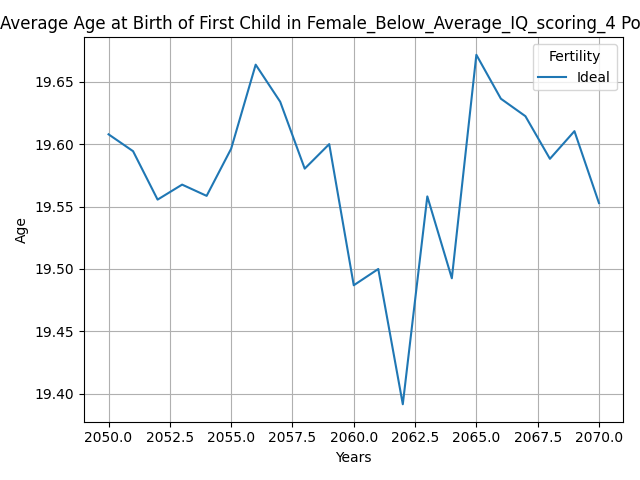 Average Age at Birth of First Child in Female_Below_Average_IQ_scoring_4 Po
Fertility
Ideal
19.65
19.60
19.55
19.50
19.45
19.40
Age
2050.0 2052.5 2055.0 2057.5 2060.0 2062.5 2065.0 2067.5 2070.0
Years